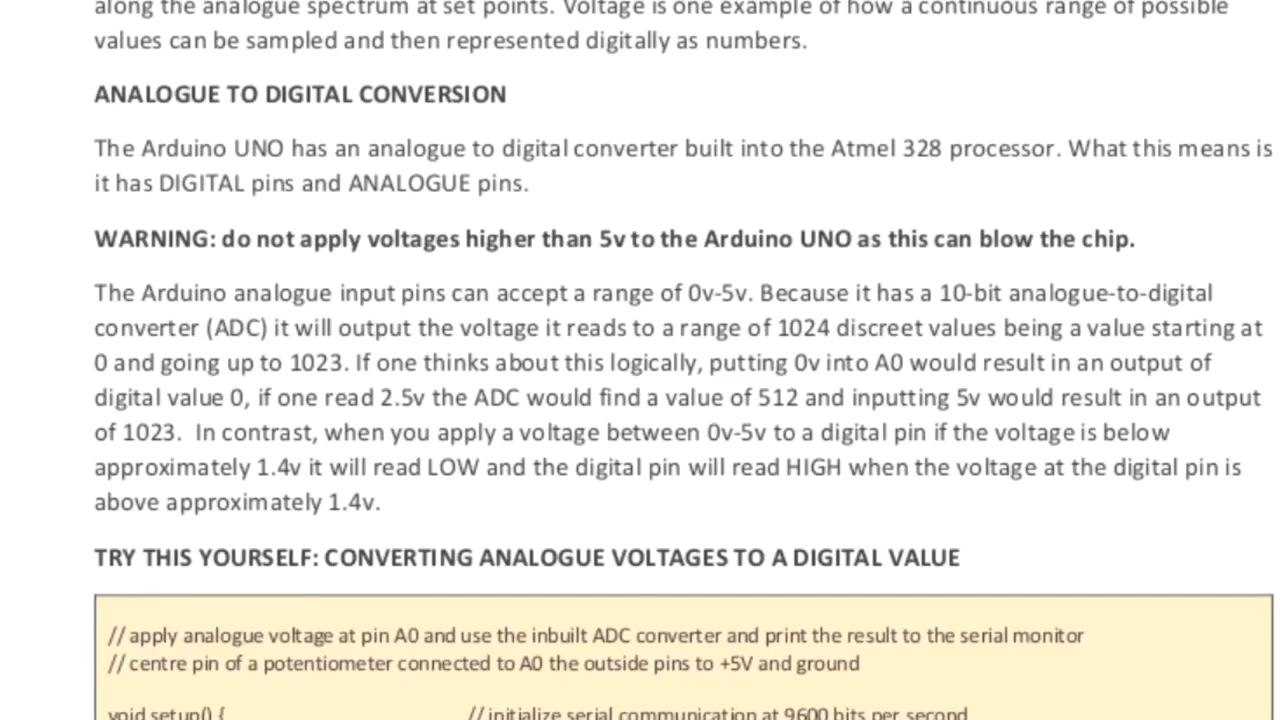 along the analogue spectrum at set points. Voltage is one example of how a continuous range of possible
values can be sampled and then represented digitally as numbers.
ANALOGUE TO DIGITAL CONVERSION
The Arduino UNO has an analogue to digital converter built into the Atmel 328 processor. What this means is
it has DIGITAL pins and ANALOGUE pins.
WARNING: do not apply voltages higher than 5v to the Arduino UNO as this can blow the chip.
The Arduino analogue input pins can accept a range of 0v-5v. Because it has a 10-bit analogue-to-digital
converter (ADC) it will output the voltage it reads to a range of 1024 discreet values being a value starting at
0 and going up to 1023. If one thinks about this logically, putting 0v into A0 would result in an output of
digital value 0, if one read 2.5v the ADC would find a value of 512 and inputting 5v would result in an output
of 1023.  In contrast, when you apply a voltage between 0v-5v to a digital pin if the voltage is below
approximately 1.4v it will read LOW and the digital pin will read HIGH when the voltage at the digital pin is
above approximately 1.4v.
TRY THIS YOURSELF: CONVERTING ANALOGUE VOLTAGES TO A DIGITAL VALUE
// apply analogue voltage at pin A0 and use the inbuilt ADC converter and print the result to the serial monitor
// centre pin of a potentiometer connected to A0 the outside pins to +5V and ground
void setup() { // initialize serial communication at 9600 bits per second